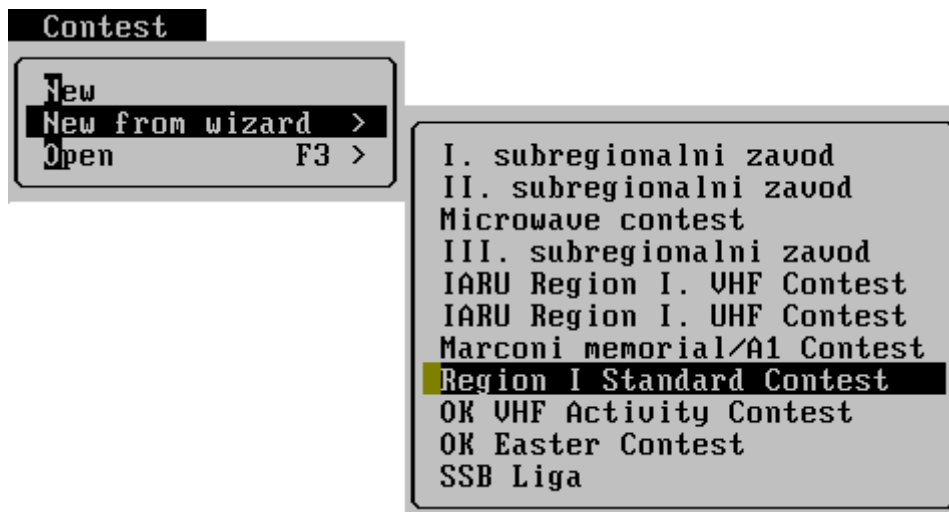 Contest
New
New from wizard >
Open F3 >
I. subregionalni zavod
II. subregionalni zavod
Microwave contest
III. subregionalni zavod
IARU Region I. VHF Contest
IARU Region I. UHF Contest
Marconi memorial/A1 Contest
Region I Standard Contest
OK VHF Activity Contest
OK Easter Contest
SSB Liga